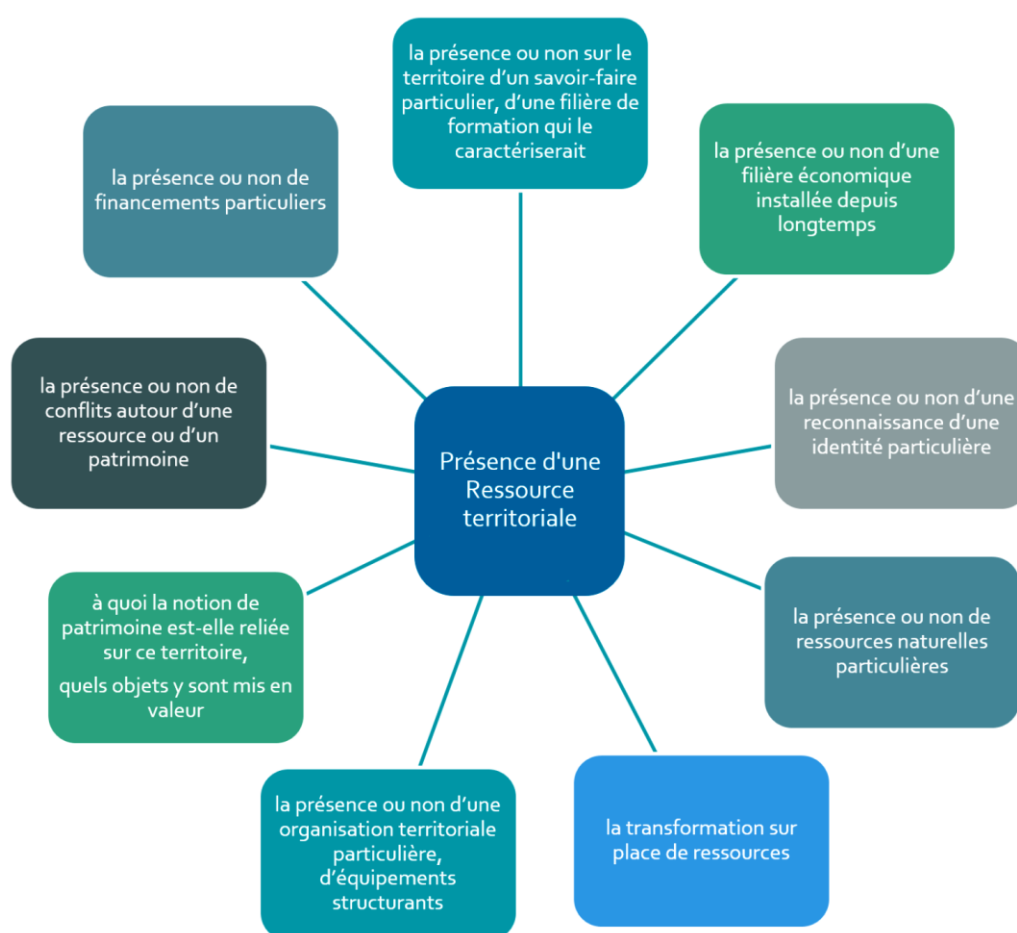 la présence ou non sur le
territoire d’un savoir-faire
particulier, d’une filière de
formation qui le
caractériserait
la présence ou non d’une
filière économique
installée depuis
longtemps
la présence ou non d’une
reconnaissance d’une
identité particulière
la présence ou non de
ressources naturelles
particulières
la transformation sur
place de ressources
la présence ou non d’une
organisation territoriale
particulière,
d’équipements
structurants
à quoi la notion de
patrimoine est-elle reliée
sur ce territoire,
quels objets y sont mis en
valeur
la présence ou non de
conflits autour d’une
ressource ou d’un
patrimoine
la présence ou non de
financements particuliers
Présence d'une
Ressource
territoriale